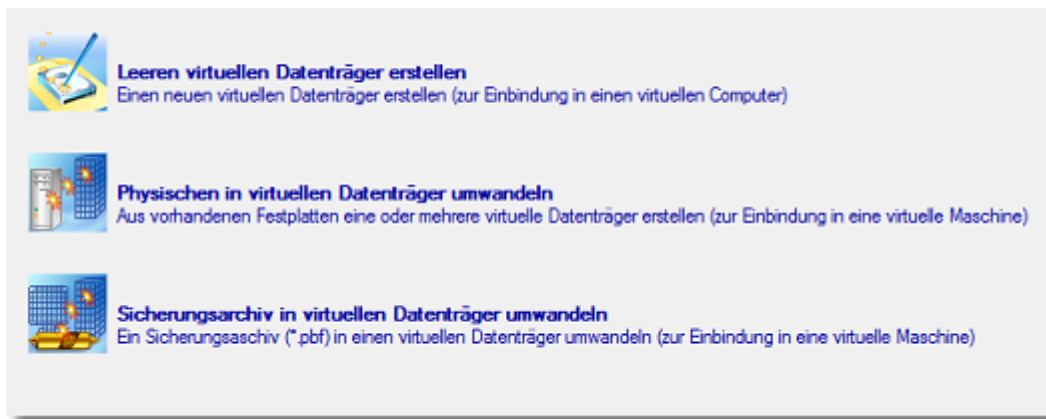 Leeren virtuellen Datenträger erstellen
Einen neuen virtuellen Datenträger erstellen (zur Einbindung in einen virtuellen Computer)
Physischen in virtuellen Datenträger umwandeln
Aus vorhandenen Festplatten eine oder mehrere virtuelle Datenträger erstellen (zur Einbindung in eine virtuelle Maschine)
Sicherungsarchiv in virtuellen Datenträger umwandeln
Ein Sicherungsaschiv (*.pbf) in einen virtuellen Datenträger umwandeln (zur Einbindung in eine virtuelle Maschine)